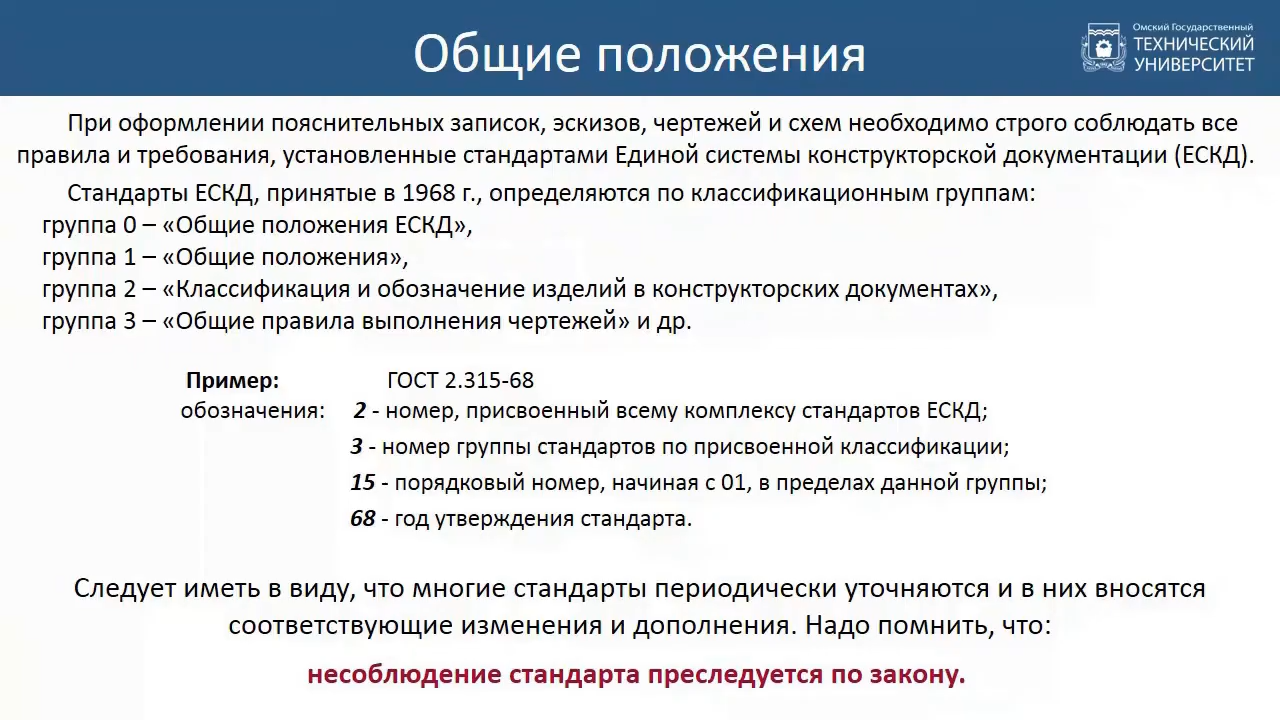 Общие положения
Омский Государственный
ТЕХНИЧЕСКИЙ
УНИВЕРСИТЕТ
При оформлении пояснительных записок, эскизов, чертежей и схем необходимо строго соблюдать все
правила и требования, установленные стандартами Единой системы конструкторской документации (ЕСКД).
Стандарты ЕСКД, принятые в 1968 г., определяются по классификационным группам:
группа 0 – «Общие положения ЕСКД»,
группа 1 – «Общие положения»,
группа 2 – «Классификация и обозначение изделий в конструкторских документах»,
группа 3 – «Общие правила выполнения чертежей» и др.
Пример: ГОСТ 2.315-68
обозначения: 2 - номер, присвоенный всему комплексу стандартов ЕСКД;
3 - номер группы стандартов по присвоенной классификации;
15 - порядковый номер, начиная с 01, в пределах данной группы;
68 - год утверждения стандарта.
Следует иметь в виду, что многие стандарты периодически уточняются и в них вносятся
соответствующие изменения и дополнения. Надо помнить, что:
несоблюдение стандарта преследуется по закону.